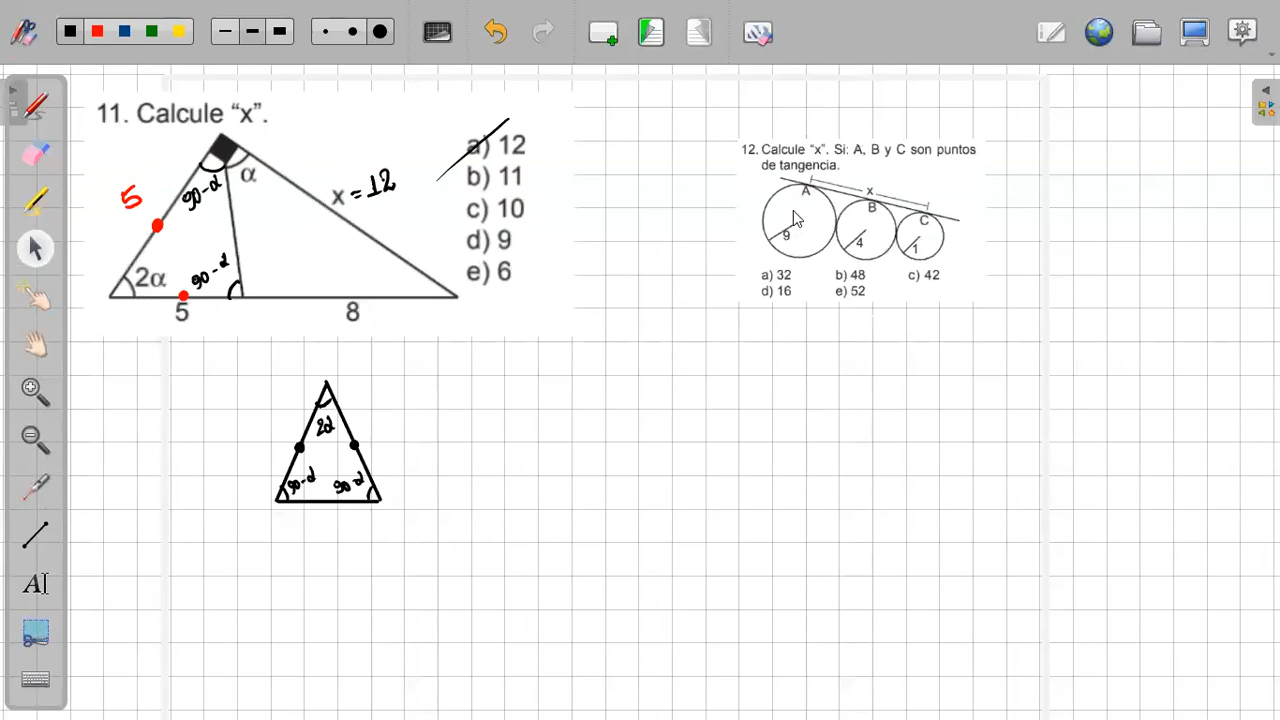 11. Calcule “x”.
a) 12
b) 11
c) 10
d) 9
e) 6
5
90-α
α
x = 12
2α
90-α
5
8
12. Calcule “x”. Si: A, B y C son puntos
de tangencia.
A
x
B
C
9
4
1
a) 32 b) 48 c) 42
d) 16 e) 52
2α
90-α 90-α
A